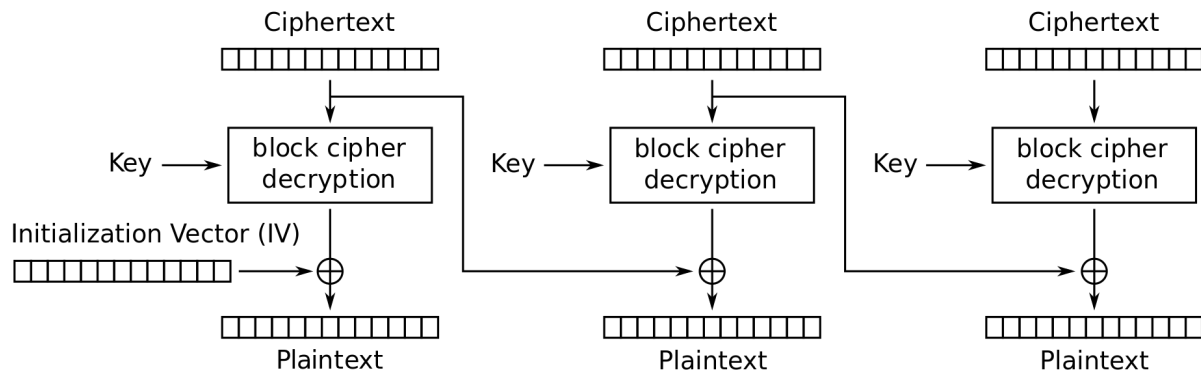 Ciphertext
Ciphertext
Ciphertext
Key
block cipher
decryption
Key
block cipher
decryption
Key
block cipher
decryption
Initialization Vector (IV)
Plaintext
Plaintext
Plaintext